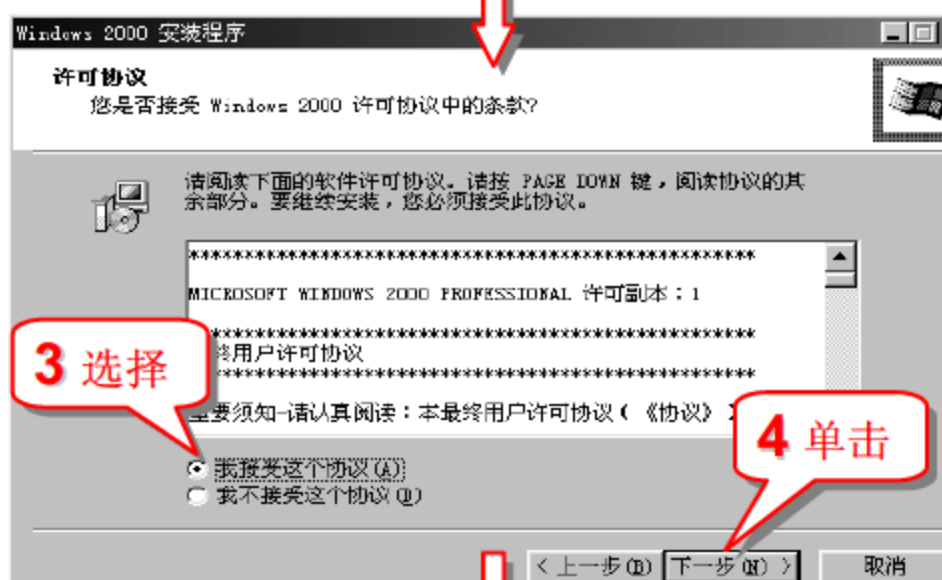 Windows 2000 安装程序
许可协议
您是否接受 Windows 2000 许可协议中的条款?
请阅读下面的软件许可协议。请按 PAGE DOWN 键，阅读协议的其
余部分。要继续安装，您必须接受此协议。
****************************************************
MICROSOFT WINDOWS 2000 PROFESSIONAL 许可副本：1
**************************************************
终用户许可协议
**************************************************
重要须知-请认真阅读：本最终用户许可协议(《协议》)
3 选择
4 单击
我接受这个协议(A)
我不接受这个协议(D)
< 上一步(B)
下一步(N) >
取消